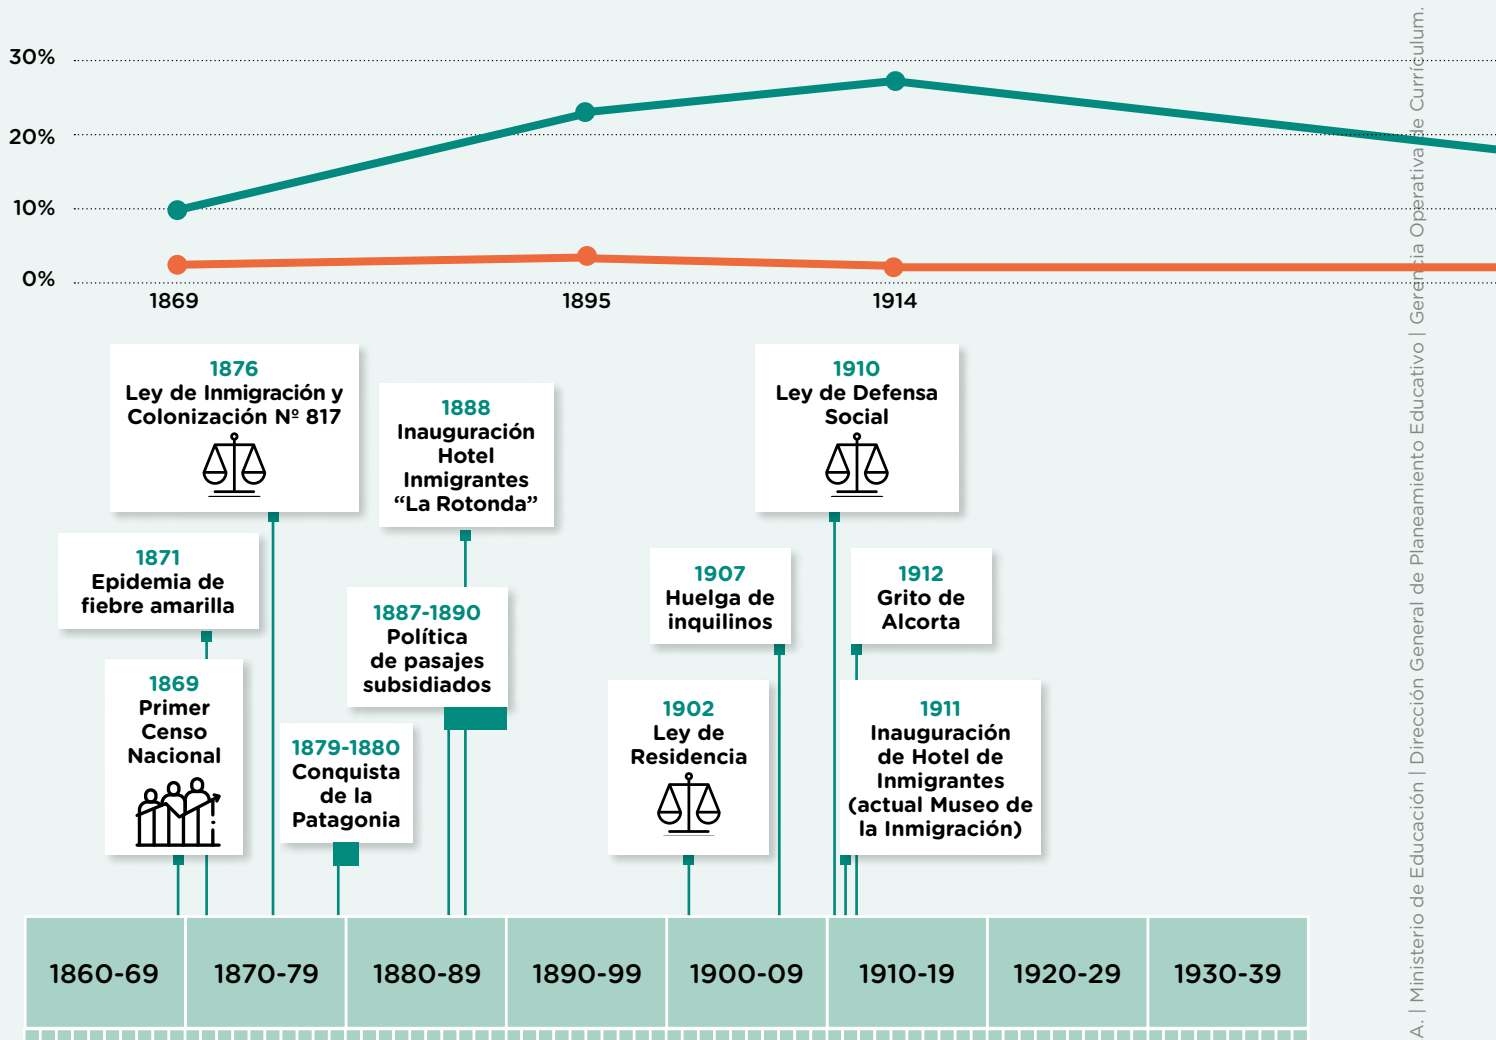 30%
20%
10%
0%
1869
1895
1914
1876
Ley de Inmigración y
Colonización Nº 817
1888
Inauguración
Hotel
Inmigrantes
“La Rotonda”
1910
Ley de Defensa
Social
1871
Epidemia de
fiebre amarilla
1887-1890
Política
de pasajes
subsidiados
1907
Huelga de
inquilinos
1912
Grito de
Alcorta
1869
Primer
Censo
Nacional
1879-1880
Conquista
de la
Patagonia
1902
Ley de
Residencia
1911
Inauguración
de Hotel de
Inmigrantes
(actual Museo de
la Inmigración)
1860-69
1870-79
1880-89
1890-99
1900-09
1910-19
1920-29
1930-39
A. | Ministerio de Educación | Dirección General de Planeamiento Educativo | Gerencia Operativa de Currículum.